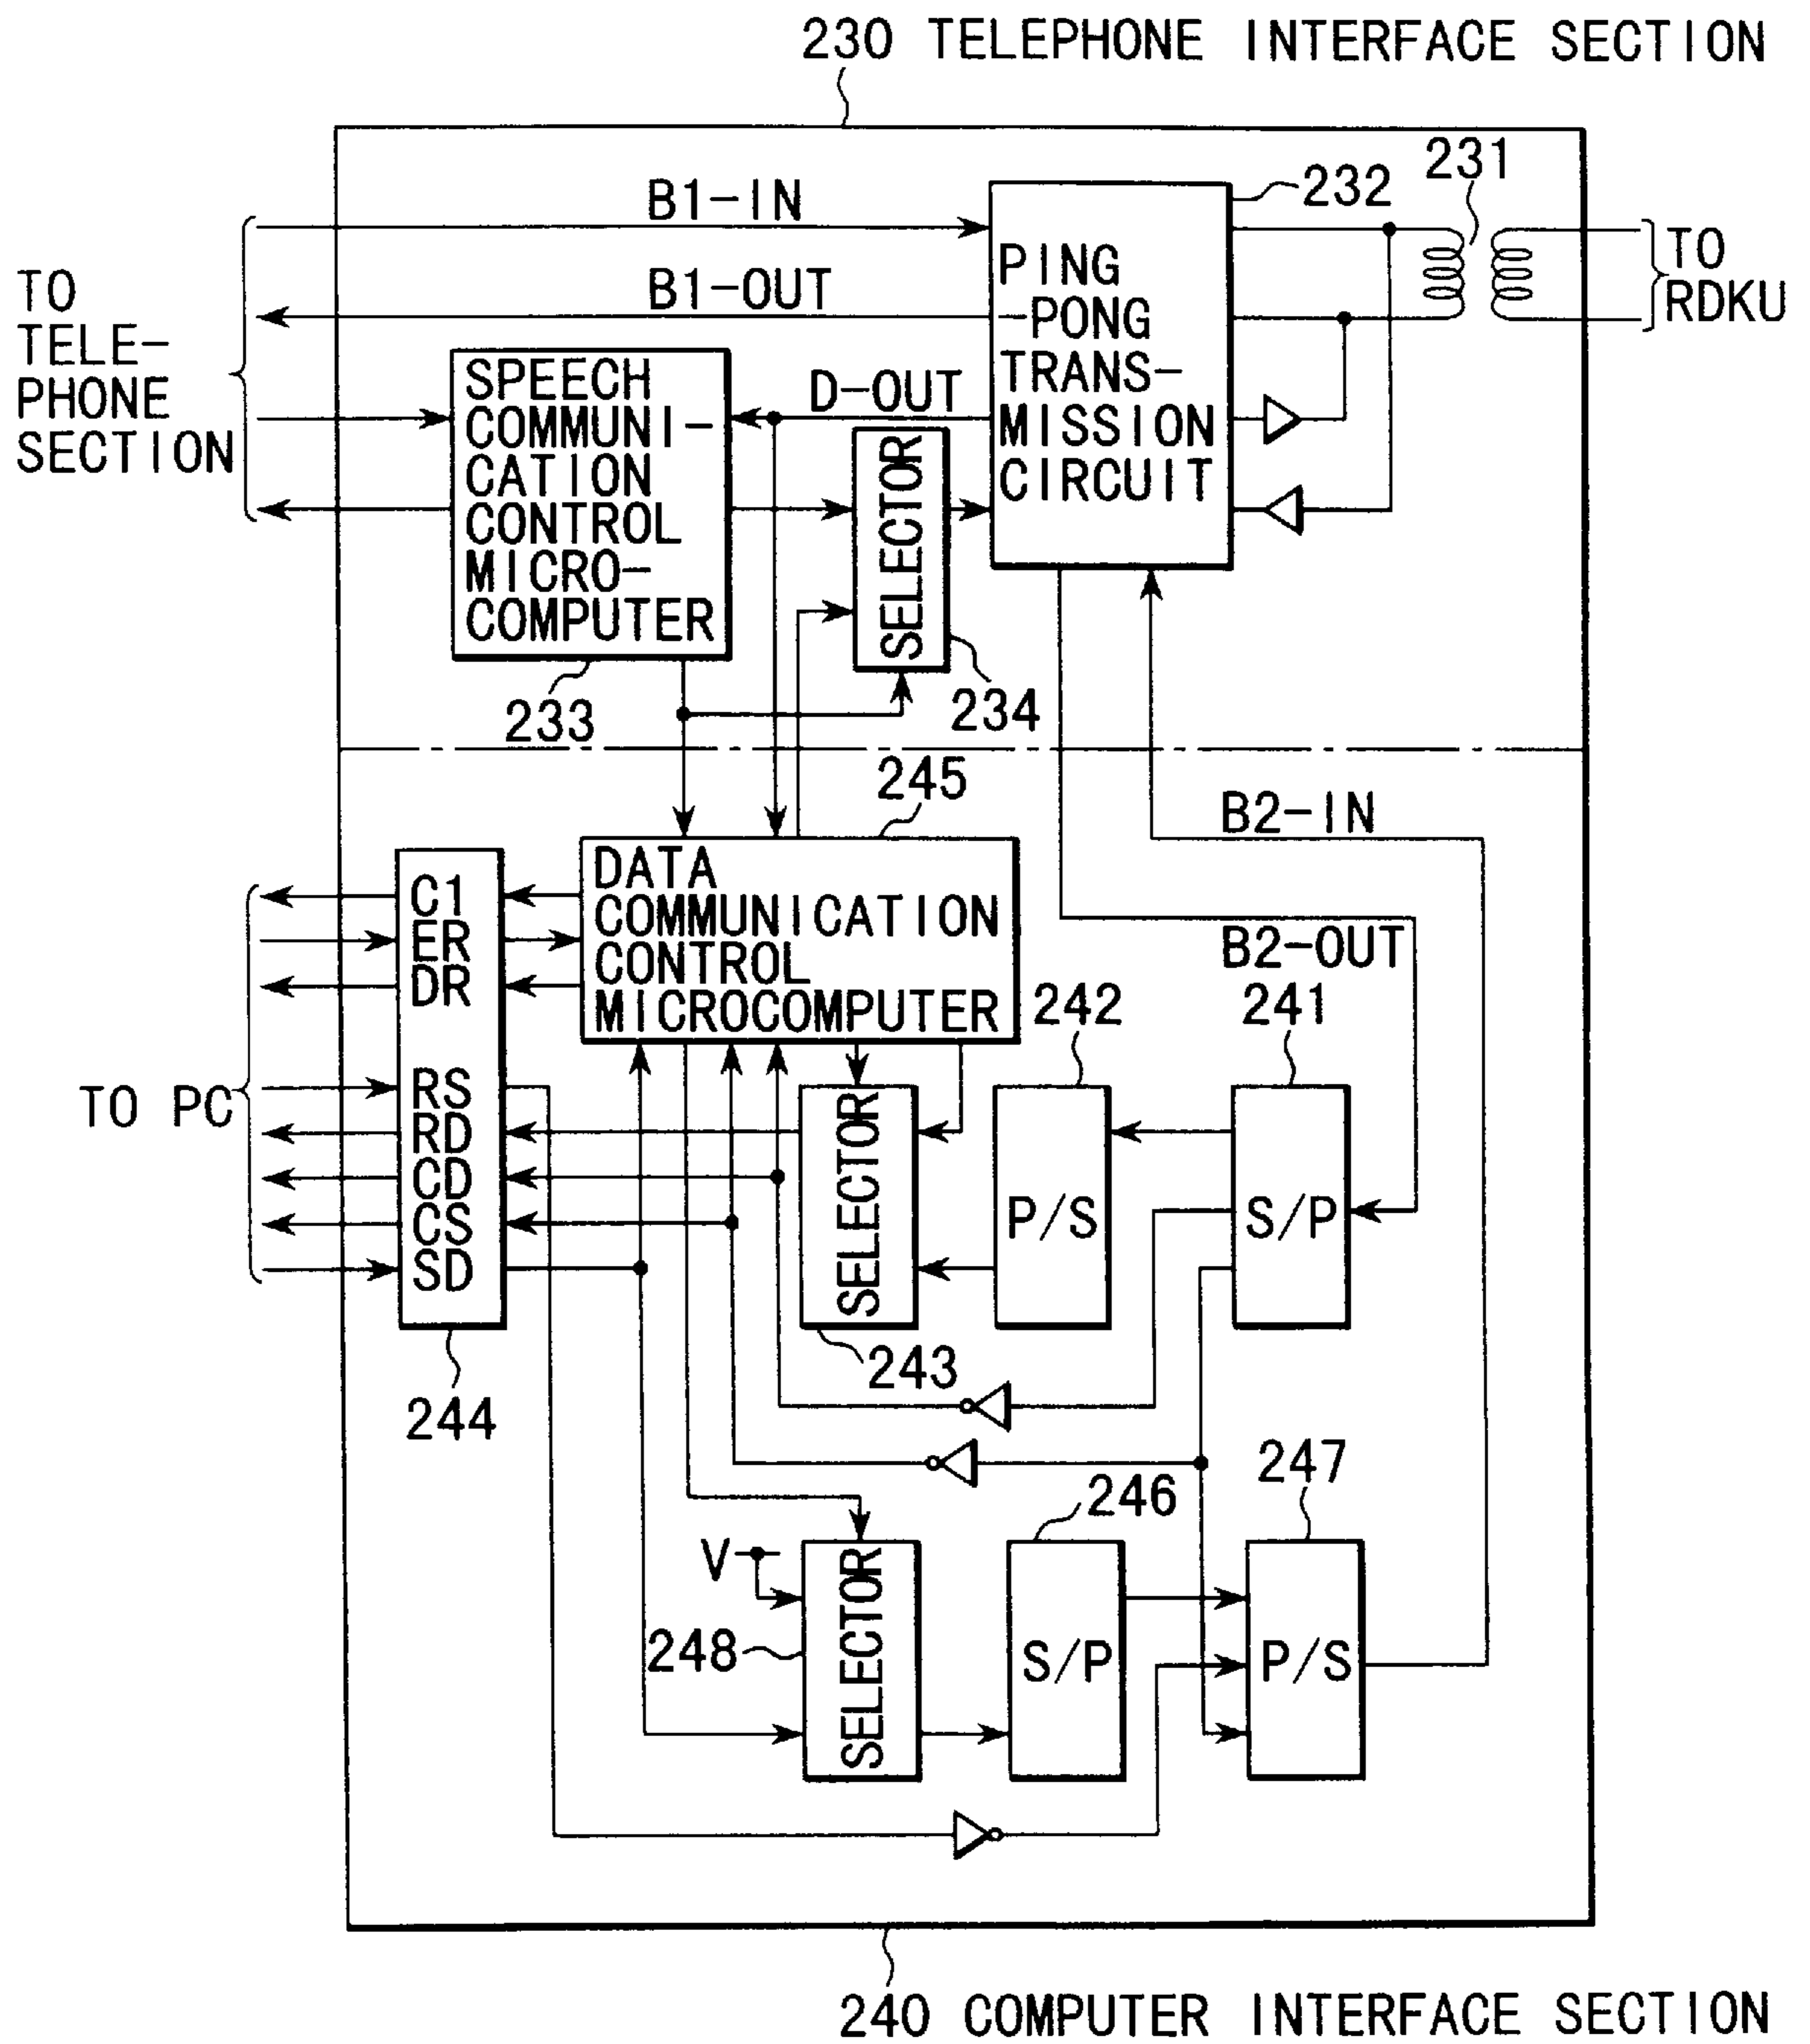 230 TELEPHONE INTERFACE SECTION
231
232
B1-IN
TO
RDKU
PING
-PONG
TRANS-
MISSION
CIRCUIT
B1-OUT
TO
TELE-
PHONE
SECTION
SPEECH
COMMUNI-
CATION
CONTROL
MICRO-
COMPUTER
D-OUT
SELECTOR
233
234
245
B2-IN
DATA
COMMUNICATION
CONTROL
MICROCOMPUTER
B2-OUT
C1
ER
DR
RS
RD
CD
CS
SD
TO PC
242
241
SELECTOR
P/S
S/P
243
244
247
246
V
248
SELECTOR
S/P
P/S
240 COMPUTER INTERFACE SECTION